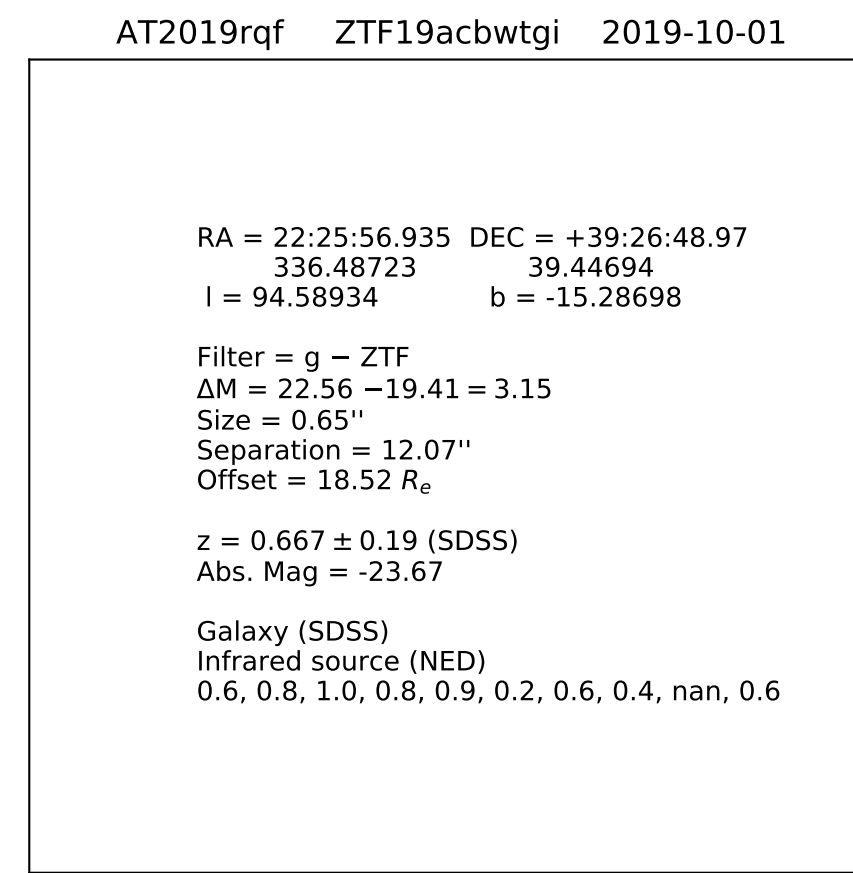 AT2019rqf ZTF19acbwtgi 2019-10-01
RA = 22:25:56.935 DEC = +39:26:48.97
336.48723 39.44694
l = 94.58934 b = -15.28698
Filter = g − ZTF
ΔM = 22.56 −19.41 = 3.15
Size = 0.65''
Separation = 12.07''
Offset = 18.52 Re
z = 0.667 ± 0.19 (SDSS)
Abs. Mag = -23.67
Galaxy (SDSS)
Infrared source (NED)
0.6, 0.8, 1.0, 0.8, 0.9, 0.2, 0.6, 0.4, nan, 0.6